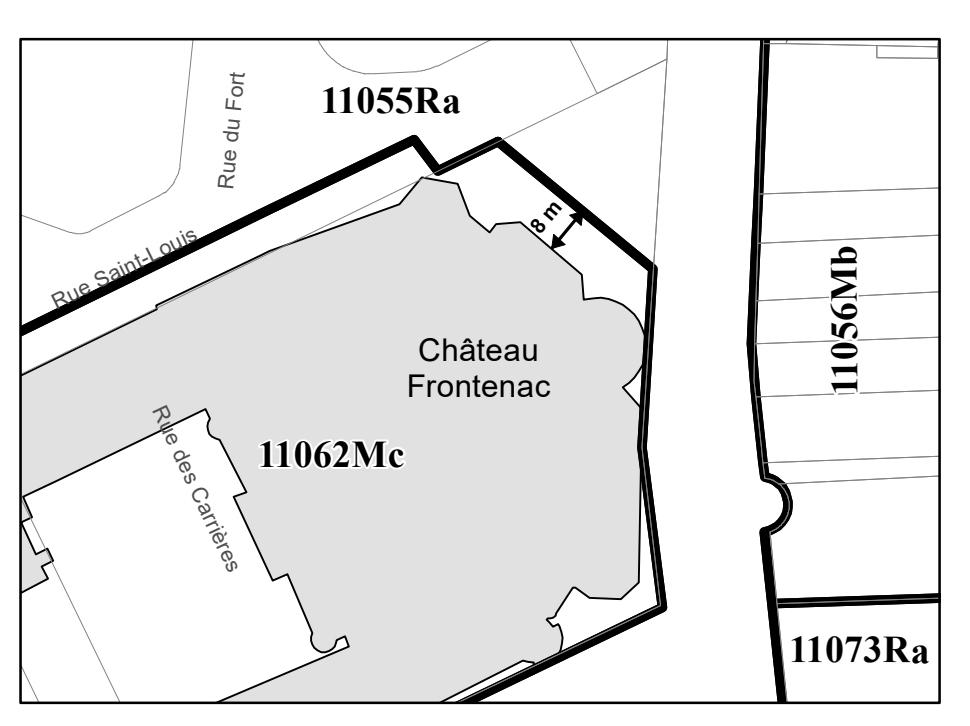 11055Ra
Rue du Fort
8 m
Rue Saint-Louis
11056Mb
Château
Frontenac
11062Mc
Rue des Carrières
11073Ra